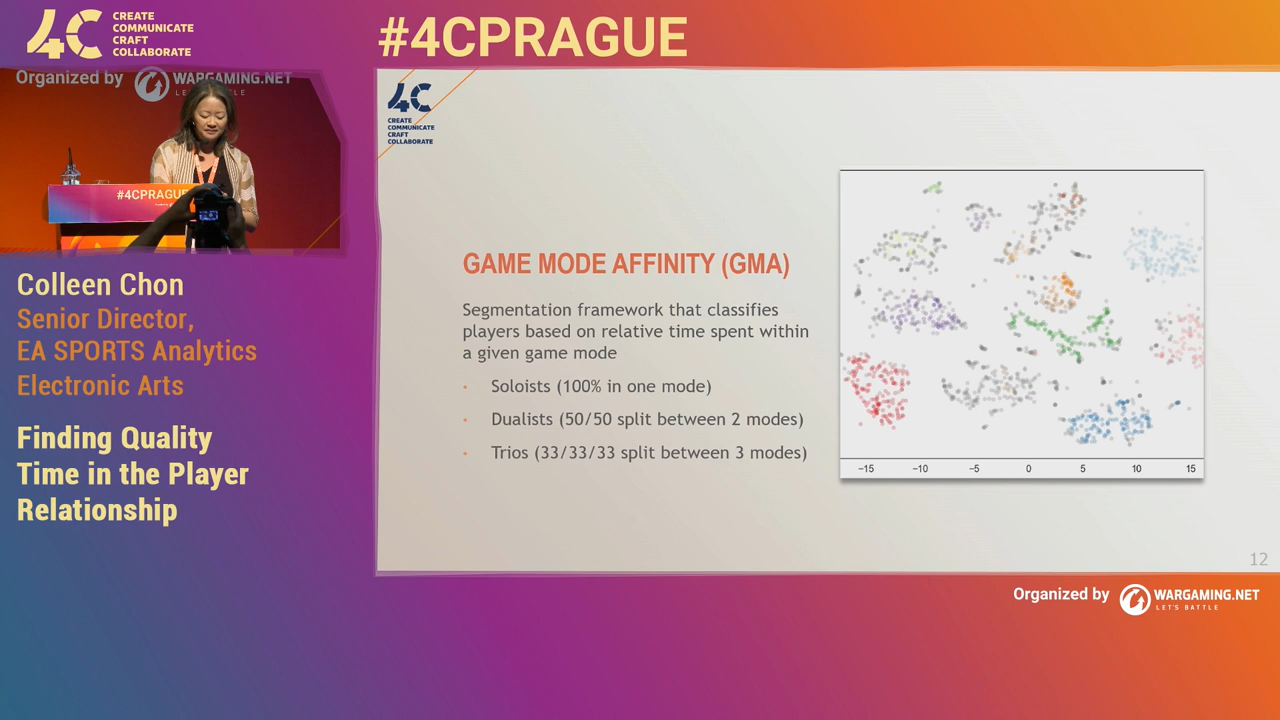 4C
CREATE
COMMUNICATE
CRAFT
COLLABORATE
#4CPRAGUE
Organized by WARGAMING.NET
#4CPRAGUE
Colleen Chon
Senior Director,
EA SPORTS Analytics
Electronic Arts
Finding Quality
Time in the Player
Relationship
4C
CREATE
COMMUNICATE
CRAFT
COLLABORATE
GAME MODE AFFINITY (GMA)
Segmentation framework that classifies
players based on relative time spent within
a given game mode
• Soloists (100% in one mode)
• Dualists (50/50 split between 2 modes)
• Trios (33/33/33 split between 3 modes)
−15 −10 −5 0 5 10 15
12
Organized by WARGAMING.NET
LET'S BATTLE